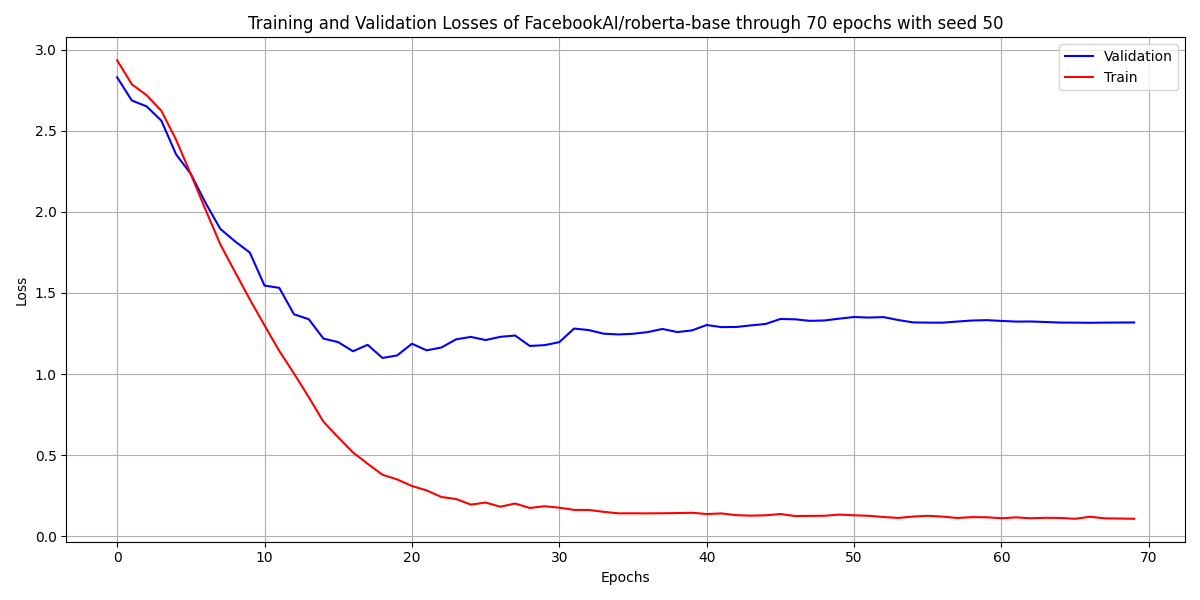 Training and Validation Losses of FacebookAI/roberta-base through 70 epochs with seed 50
3.0
2.5
2.0
1.5
1.0
0.5
0.0
Loss
Validation
Train
0 10 20 30 40 50 60 70
Epochs